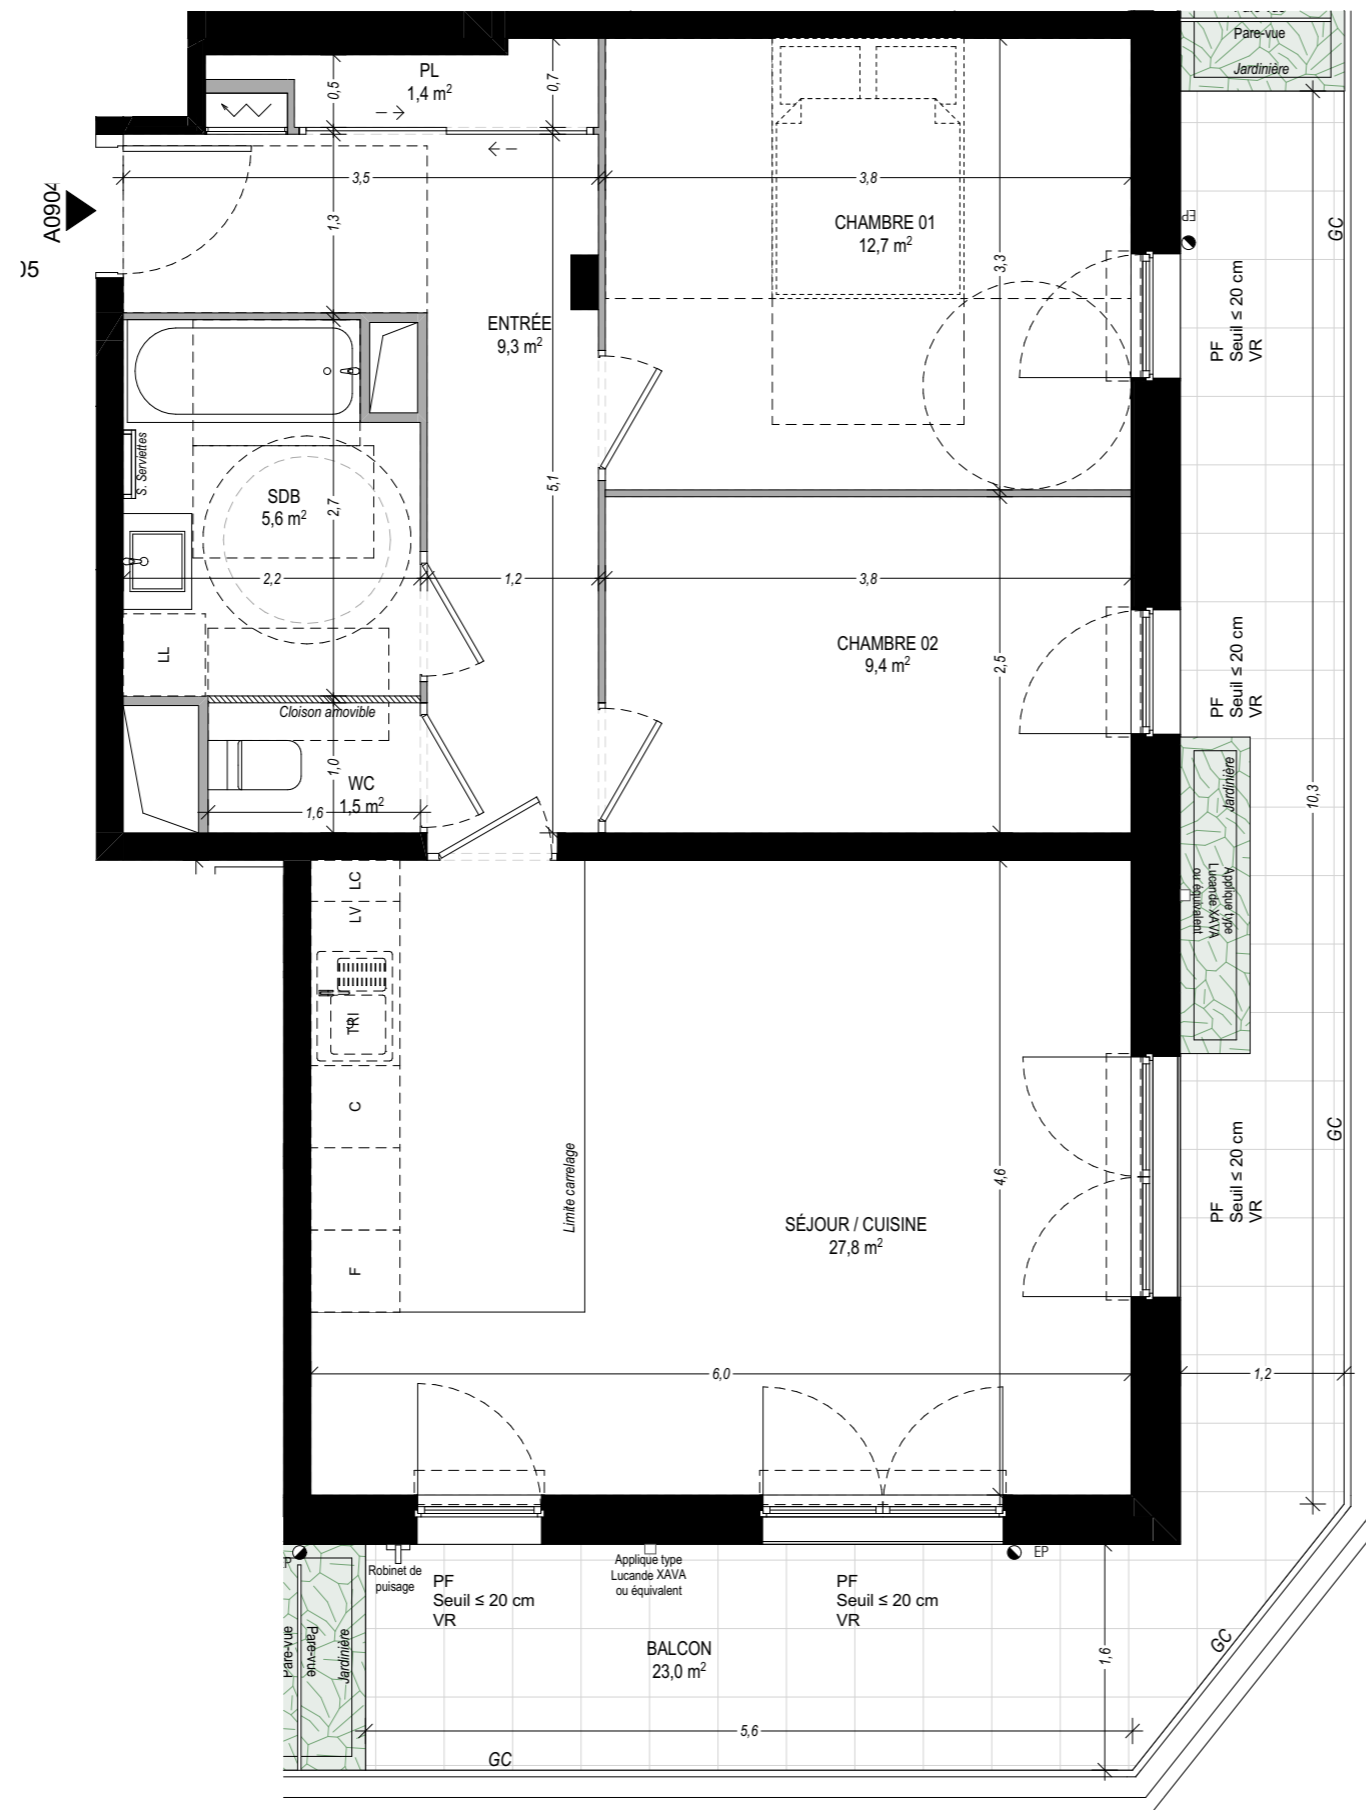 Pare-vue
Jardinière
PL
1,4 m²
0,5
0,7
A0904
05
3,5
3,8
1,3
CHAMBRE 01
12,7 m²
3,3
EP
GC
PF
Seuil ≤ 20 cm
VR
ENTRÉE
9,3 m²
S. Serviettes
SDB
5,6 m²
2,7
5,1
2,2
1,2
3,8
LL
CHAMBRE 02
9,4 m²
2,5
PF
Seuil ≤ 20 cm
VR
Cloison amovible
WC
1,5 m²
1,0
1,6
Jardinière
10,3
Applique type
Lucande XAVA
ou équivalent
LC
LV
TRI
C
F
Limite carrelage
4,6
SÉJOUR / CUISINE
27,8 m²
PF
Seuil ≤ 20 cm
VR
GC
6,0
1,2
EP
Robinet de
puisage
PF
Seuil ≤ 20 cm
VR
Applique type
Lucande XAVA
ou équivalent
PF
Seuil ≤ 20 cm
VR
Pare-vue
Pare-vue
Jardinière
BALCON
23,0 m²
1,6
GC
5,6
GC